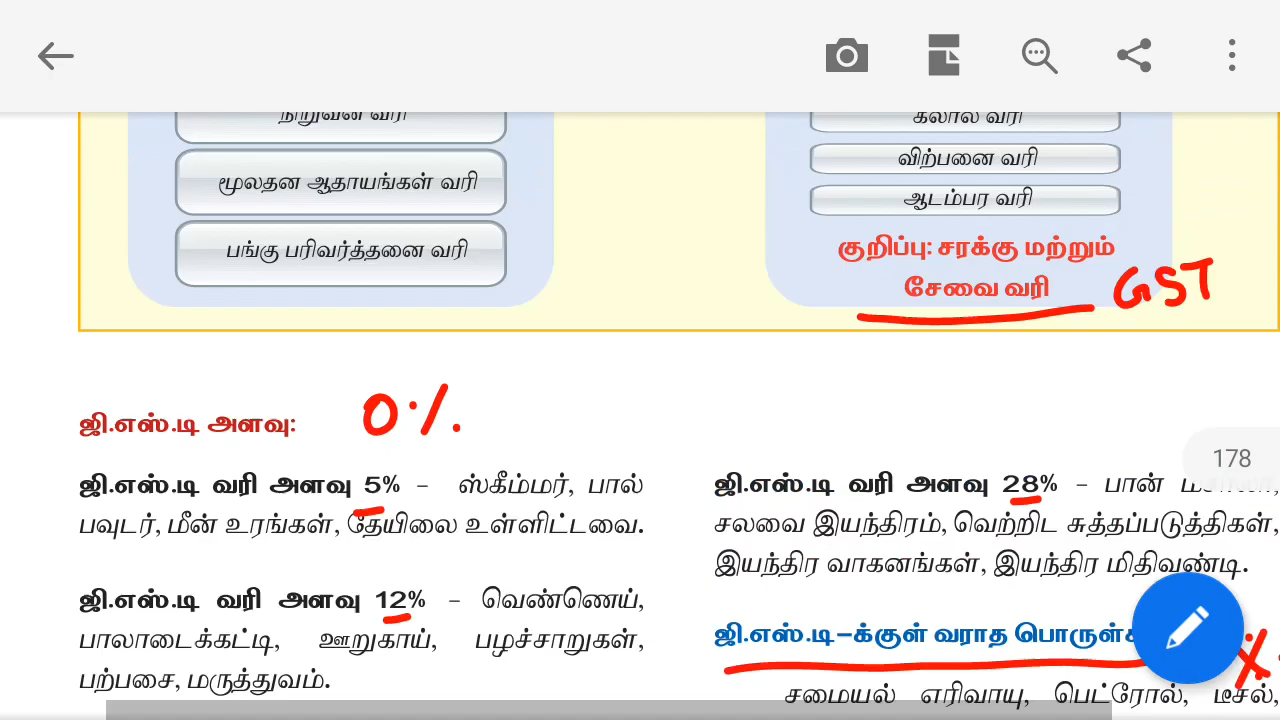 நிறுவன வரி
மூலதன ஆதாயங்கள் வரி
பங்கு பரிவர்த்தனை வரி
கலால் வரி
விற்பனை வரி
ஆடம்பர வரி
குறிப்பு: சரக்கு மற்றும்
சேவை வரி
GST
ஜி.எஸ்.டி அளவு:
0%.
ஜி.எஸ்.டி வரி அளவு 5% – ஸ்கீம்மர், பால்
பவுடர், மீன் உரங்கள், தேயிலை உள்ளிட்டவை.
ஜி.எஸ்.டி வரி அளவு 12% – வெண்ணெய்,
பாலாடைக்கட்டி, ஊறுகாய், பழச்சாறுகள்,
பற்பசை, மருத்துவம்.
178
ஜி.எஸ்.டி வரி அளவு 28% – பான்
சலவை இயந்திரம், வெற்றிட சுத்தப்படுத்திகள்,
இயந்திர வாகனங்கள், இயந்திர மிதிவண்டி.
ஜி.எஸ்.டி–க்குள் வராத
சமையல் எரிவாயு, பெட்ரோல், டீசல்,